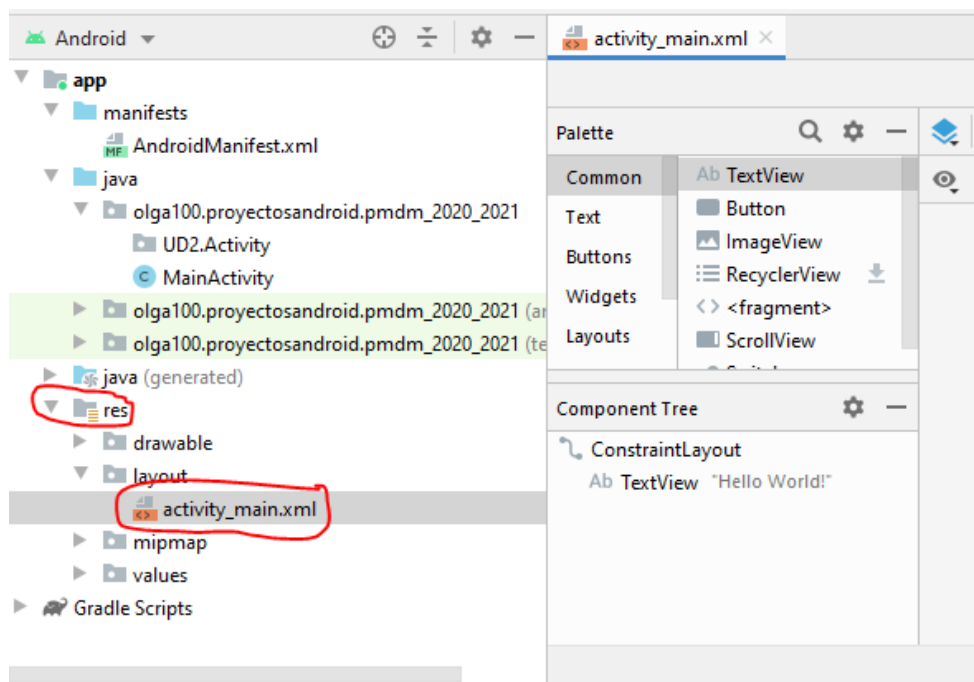 Android
app
manifests
MF AndroidManifest.xml
java
olga100.proyectosandroid.pmdm_2020_2021
UD2.Activity
C MainActivity
olga100.proyectosandroid.pmdm_2020_2021 (ar
olga100.proyectosandroid.pmdm_2020_2021 (te
java (generated)
res
drawable
layout
activity_main.xml
mipmap
values
Gradle Scripts
activity_main.xml
Palette
Common
Text
Buttons
Widgets
Layouts
Ab TextView
Button
ImageView
RecyclerView
<> <fragment>
ScrollView
Component Tree
ConstraintLayout
Ab TextView "Hello World!"